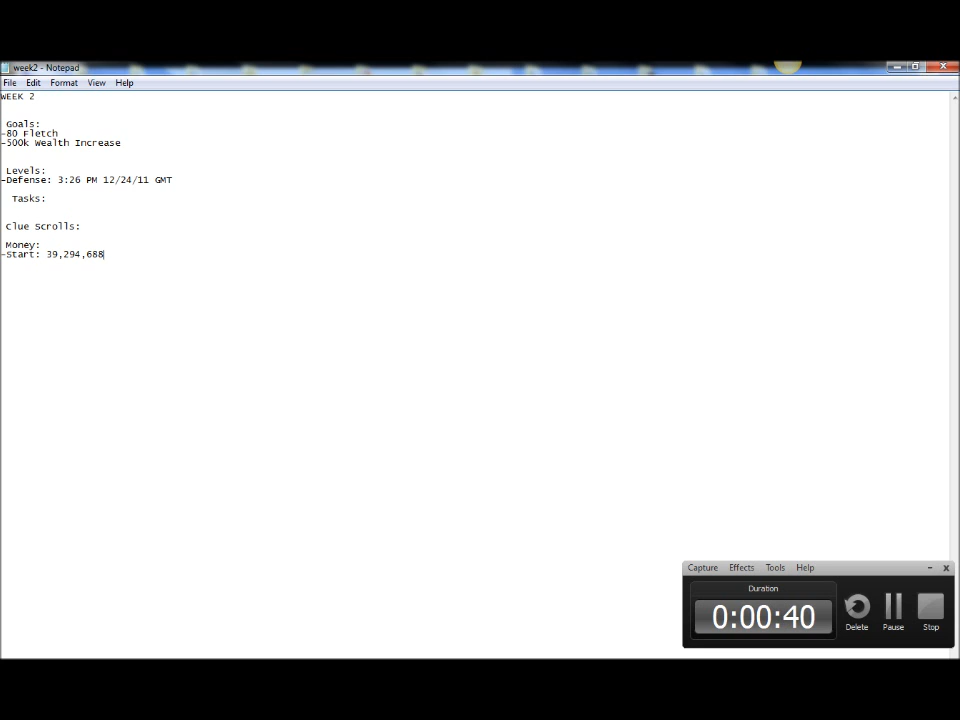 week2 - Notepad
File Edit Format View Help
WEEK 2
Goals:
-80 Fletch
-500k Wealth Increase
Levels:
-Defense: 3:26 PM 12/24/11 GMT
Tasks:
Clue Scrolls:
Money:
-Start: 39,294,688
Capture Effects Tools Help
Duration
0:00:40
Delete Pause Stop